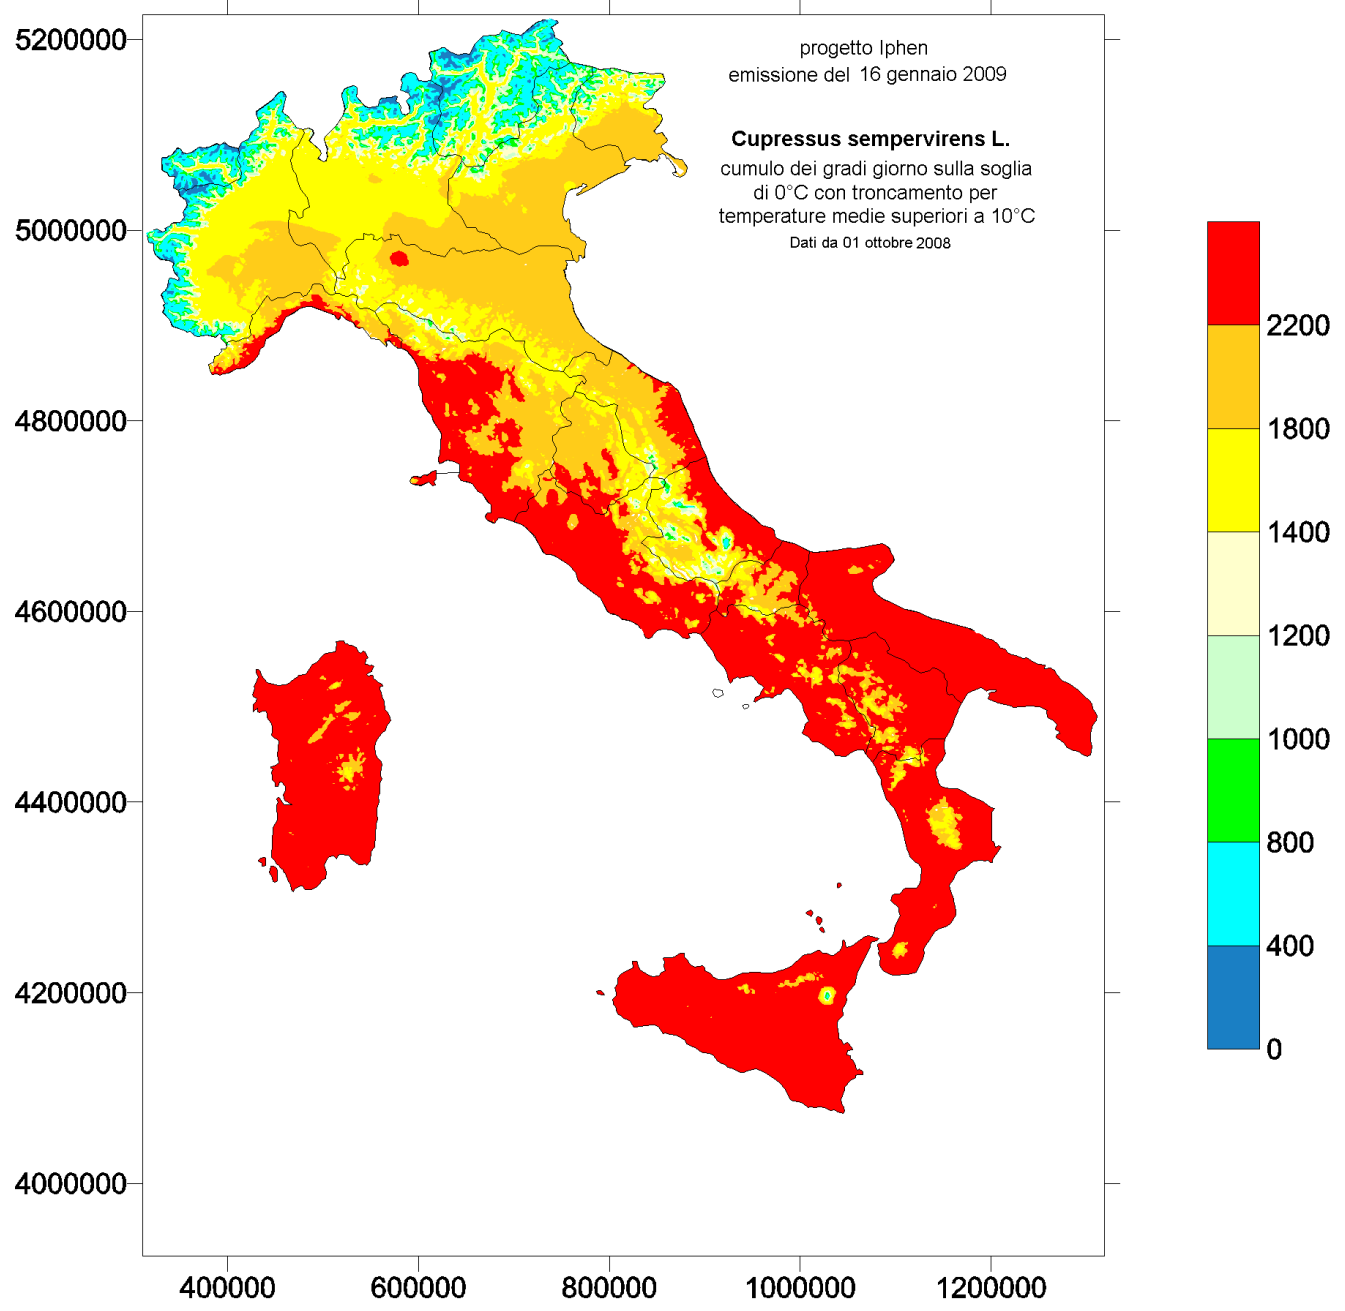 progetto Iphen
emissione del 16 gennaio 2009
Cupressus sempervirens L.
cumulo dei gradi giorno sulla soglia
di 0°C con troncamento per
temperature medie superiori a 10°C
Dati da 01 ottobre 2008
5200000
5000000
4800000
4600000
4400000
4200000
4000000
400000
600000
800000
1000000
1200000
2200
1800
1400
1200
1000
800
400
0